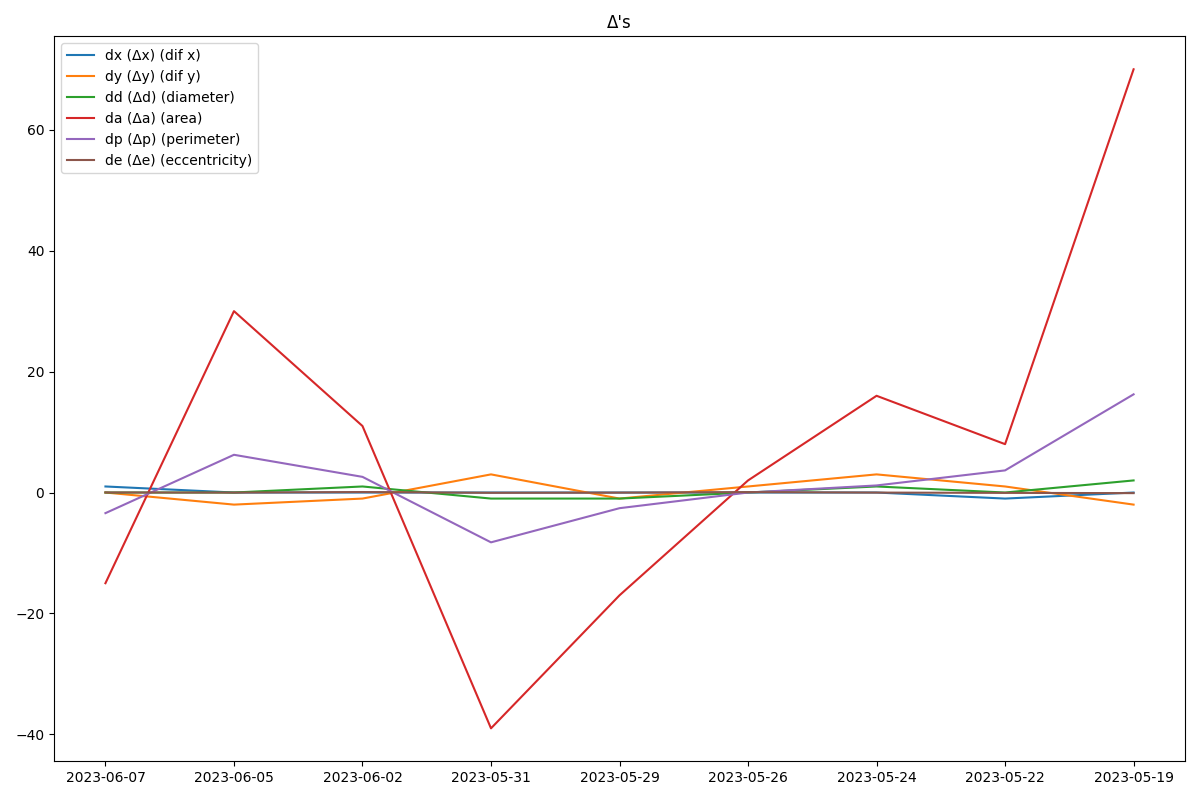 Δ's
dx (Δx) (dif x)
dy (Δy) (dif y)
dd (Δd) (diameter)
da (Δa) (area)
dp (Δp) (perimeter)
de (Δe) (eccentricity)
60
40
20
0
−20
−40
2023-06-07 2023-06-05 2023-06-02 2023-05-31 2023-05-29 2023-05-26 2023-05-24 2023-05-22 2023-05-19